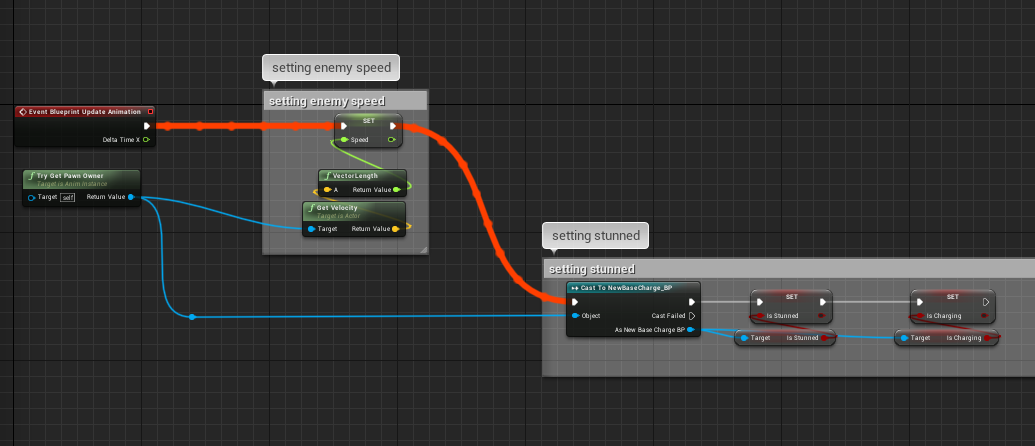 setting enemy speed
setting enemy speed
Event Blueprint Update Animation
Delta Time X
SET
Speed
Try Get Pawn Owner
Target is Anim Instance
Target self Return Value
VectorLength
A Return Value
Get Velocity
Target is Actor
Target Return Value
setting stunned
setting stunned
Cast To NewBaseCharge_BP
Object Cast Failed
As New Base Charge BP
SET
Is Stunned
Target Is Stunned
SET
Is Charging
Target Is Charging